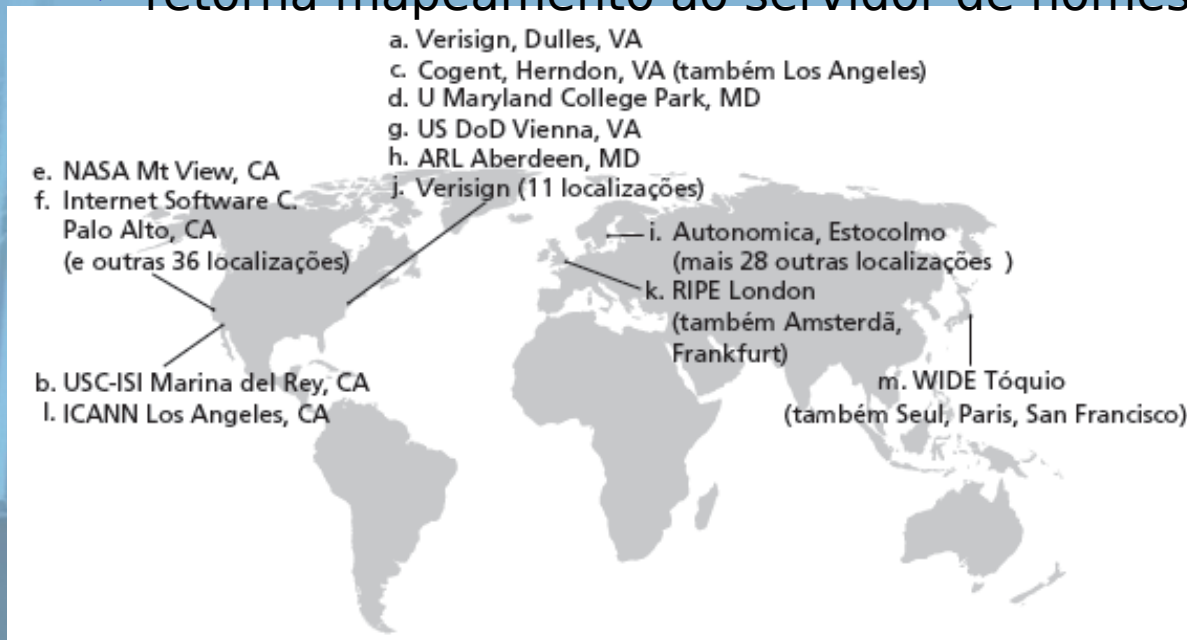 retorna mapeamento ao servidor de nomes
a. Verisign, Dulles, VA
c. Cogent, Herndon, VA (também Los Angeles)
d. U Maryland College Park, MD
g. US DoD Vienna, VA
h. ARL Aberdeen, MD
j. Verisign (11 localizações)
e. NASA Mt View, CA
f. Internet Software C.
Palo Alto, CA
(e outras 36 localizações)
i. Autonomica, Estocolmo
(mais 28 outras localizações )
k. RIPE London
(também Amsterdã,
Frankfurt)
b. USC-ISI Marina del Rey, CA
l. ICANN Los Angeles, CA
m. WIDE Tóquio
(também Seul, Paris, San Francisco)